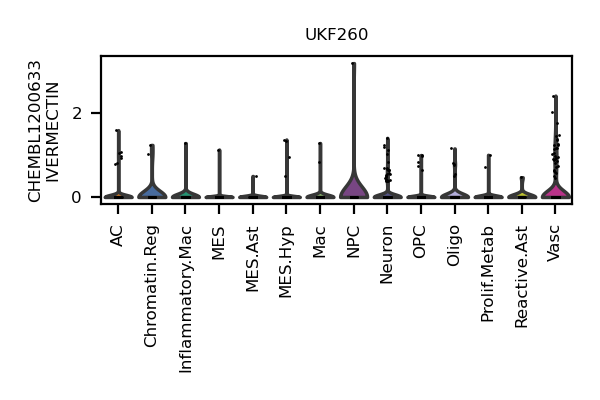 UKF260
CHEMBL1200633
IVERMECTIN
2
0
AC
Chromatin.Reg
Inflammatory.Mac
MES
MES.Ast
MES.Hyp
Mac
NPC
Neuron
OPC
Oligo
Prolif.Metab
Reactive.Ast
Vasc